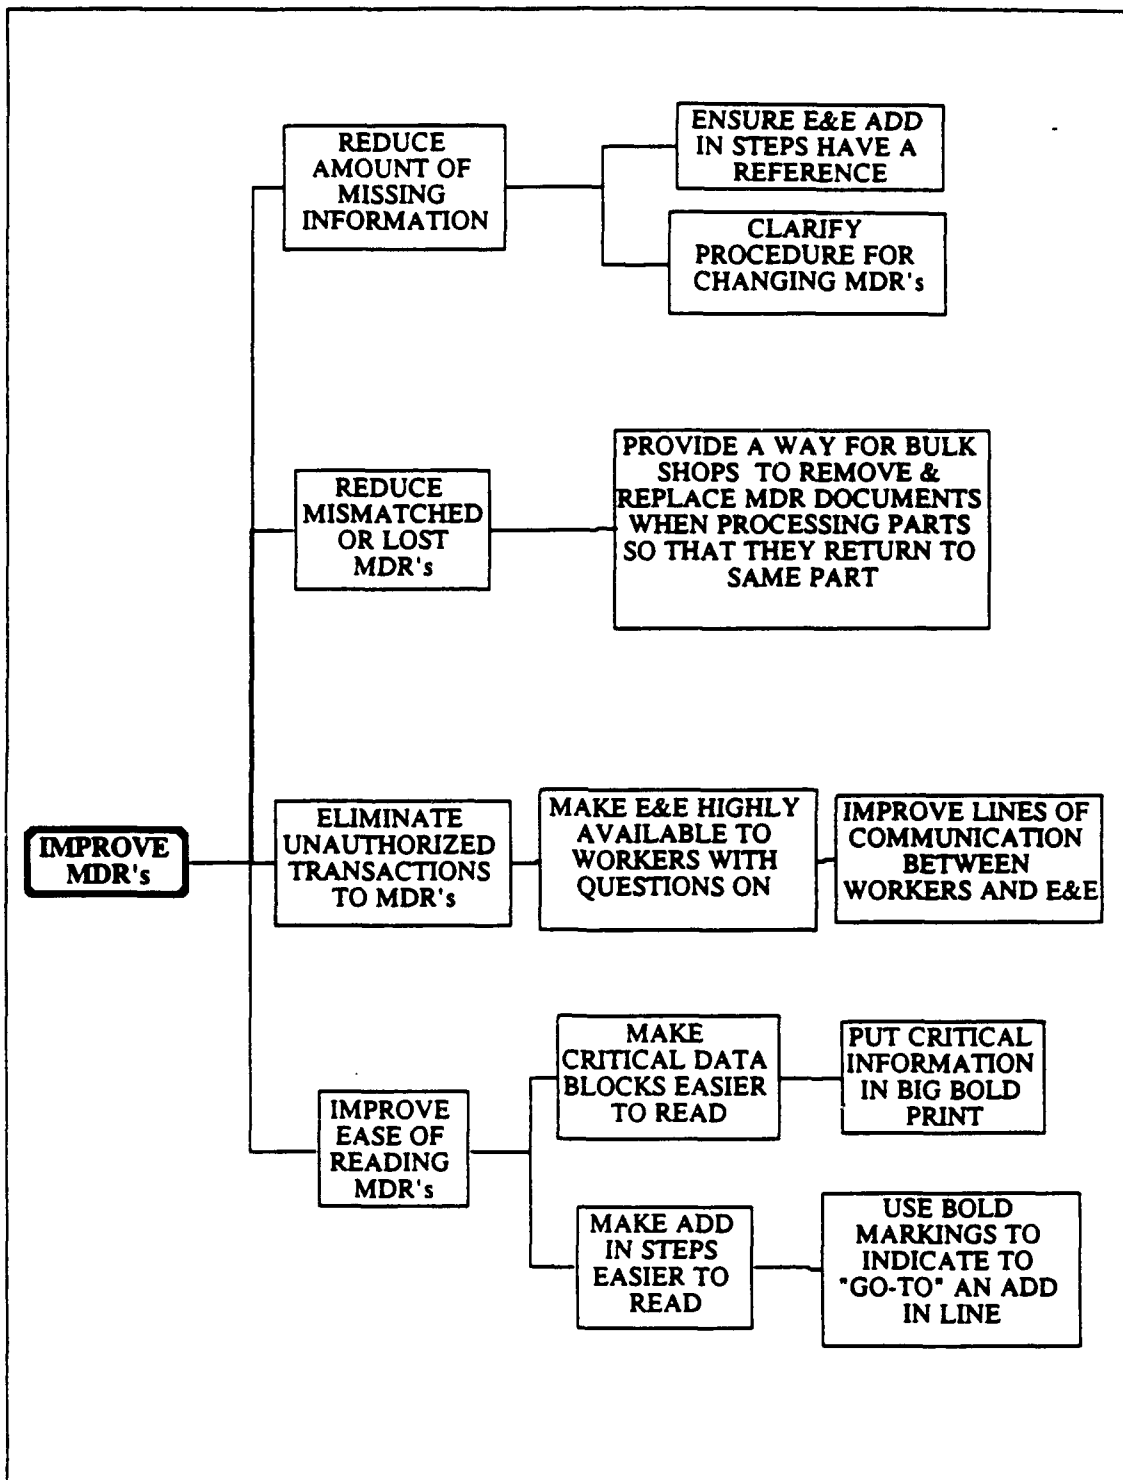 REDUCE
AMOUNT OF
MISSING
INFORMATION
ENSURE E&E ADD
IN STEPS HAVE A
REFERENCE
CLARIFY
PROCEDURE FOR
CHANGING MDR's
REDUCE
MISMATCHED
OR LOST
MDR's
PROVIDE A WAY FOR BULK
SHOPS TO REMOVE &
REPLACE MDR DOCUMENTS
WHEN PROCESSING PARTS
SO THAT THEY RETURN TO
SAME PART
IMPROVE
MDR's
ELIMINATE
UNAUTHORIZED
TRANSACTIONS
TO MDR's
MAKE E&E HIGHLY
AVAILABLE TO
WORKERS WITH
QUESTIONS ON
IMPROVE LINES OF
COMMUNICATION
BETWEEN
WORKERS AND E&E
IMPROVE
EASE OF
READING
MDR's
MAKE
CRITICAL DATA
BLOCKS EASIER
TO READ
PUT CRITICAL
INFORMATION
IN BIG BOLD
PRINT
MAKE ADD
IN STEPS
EASIER TO
READ
USE BOLD
MARKINGS TO
INDICATE TO
"GO-TO" AN ADD
IN LINE